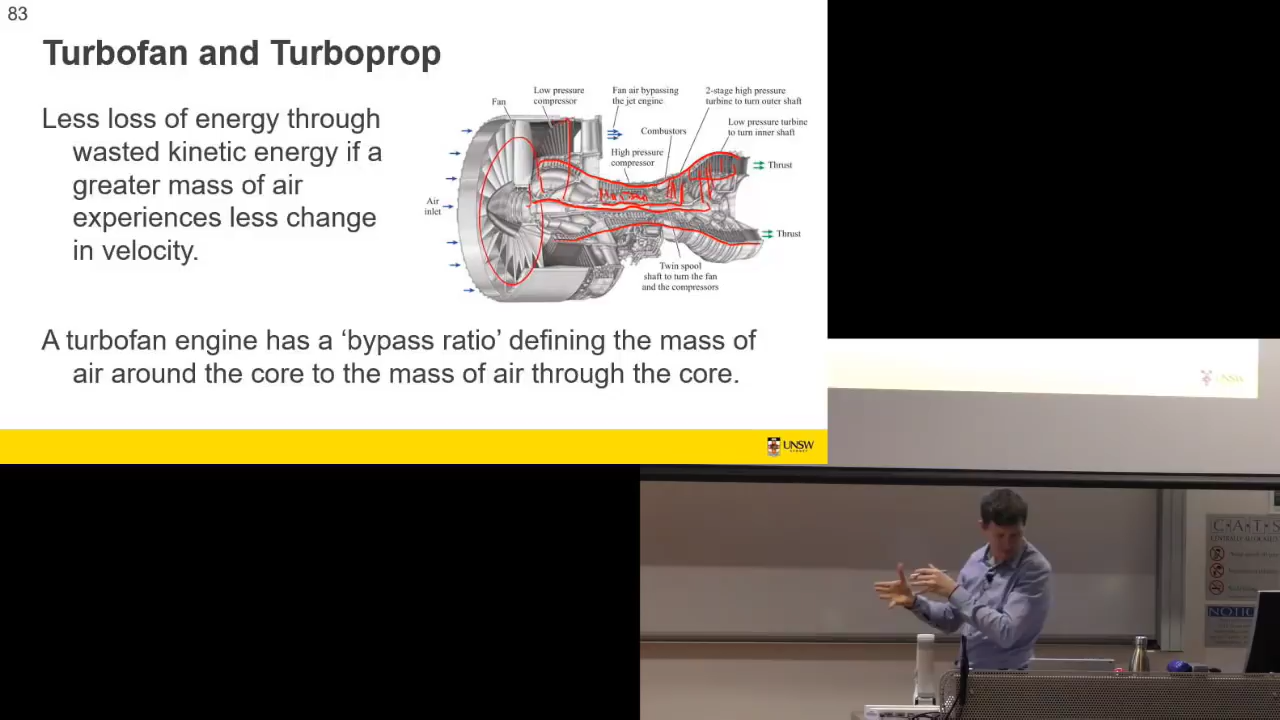 83
Turbofan and Turboprop
Less loss of energy through
wasted kinetic energy if a
greater mass of air
experiences less change
in velocity.
Fan
Low pressure
compressor
Fan air bypassing
the jet engine
2-stage high pressure
turbine to turn outer shaft
Combustors
Low pressure turbine
to turn inner shaft
High pressure
compressor
Thrust
Air
inlet
Thrust
Twin spool
shaft to turn the fan
and the compressors
A turbofan engine has a ‘bypass ratio’ defining the mass of
air around the core to the mass of air through the core.
UNSW
SYDNEY
UNSW
C·A·T·S